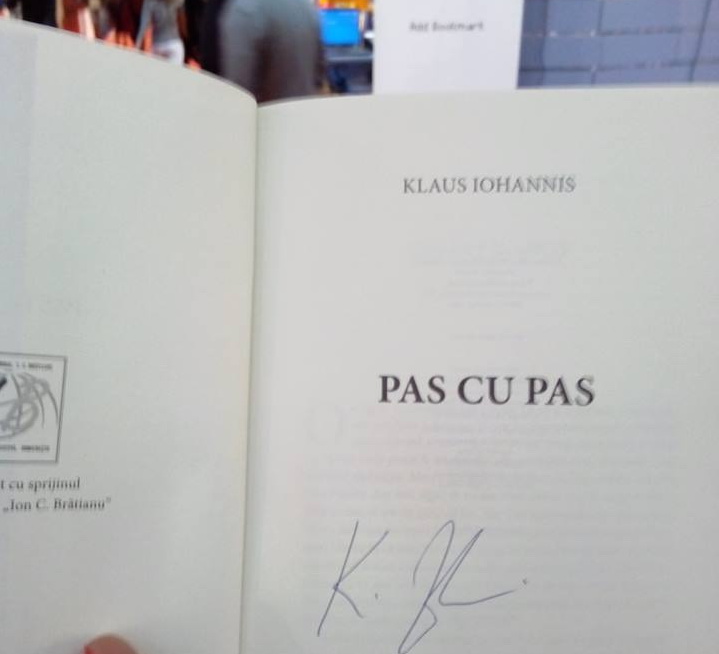 KLAUS IOHANNIS
PAS CU PAS
t cu sprijinul
„Ion C. Brătianu”
K.